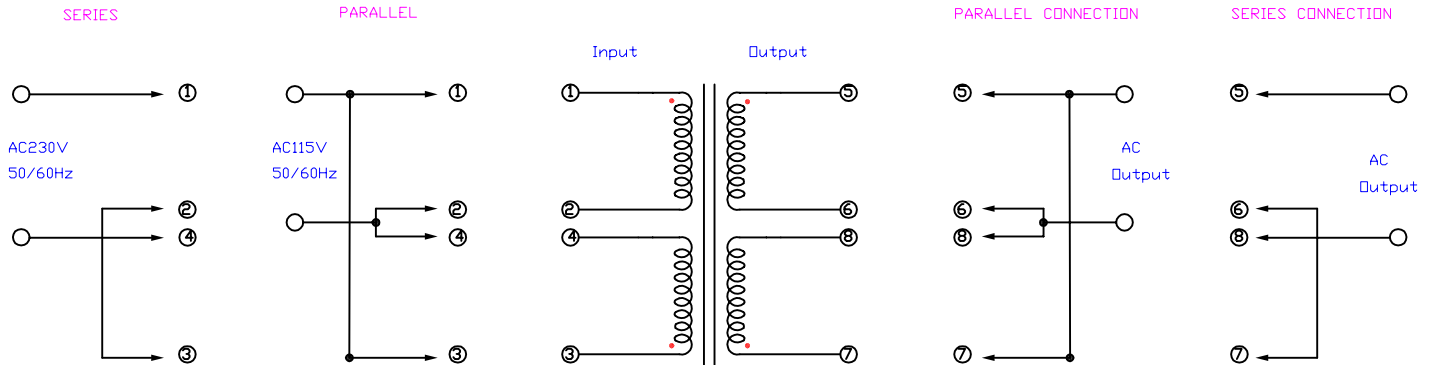 SERIES
PARALLEL
PARALLEL CONNECTION
SERIES CONNECTION
Input
Output
1
1
1
5
5
5
AC230V
50/60Hz
AC115V
50/60Hz
AC
Output
AC
Output
2
2
2
6
6
6
4
4
4
8
8
8
3
3
3
7
7
7